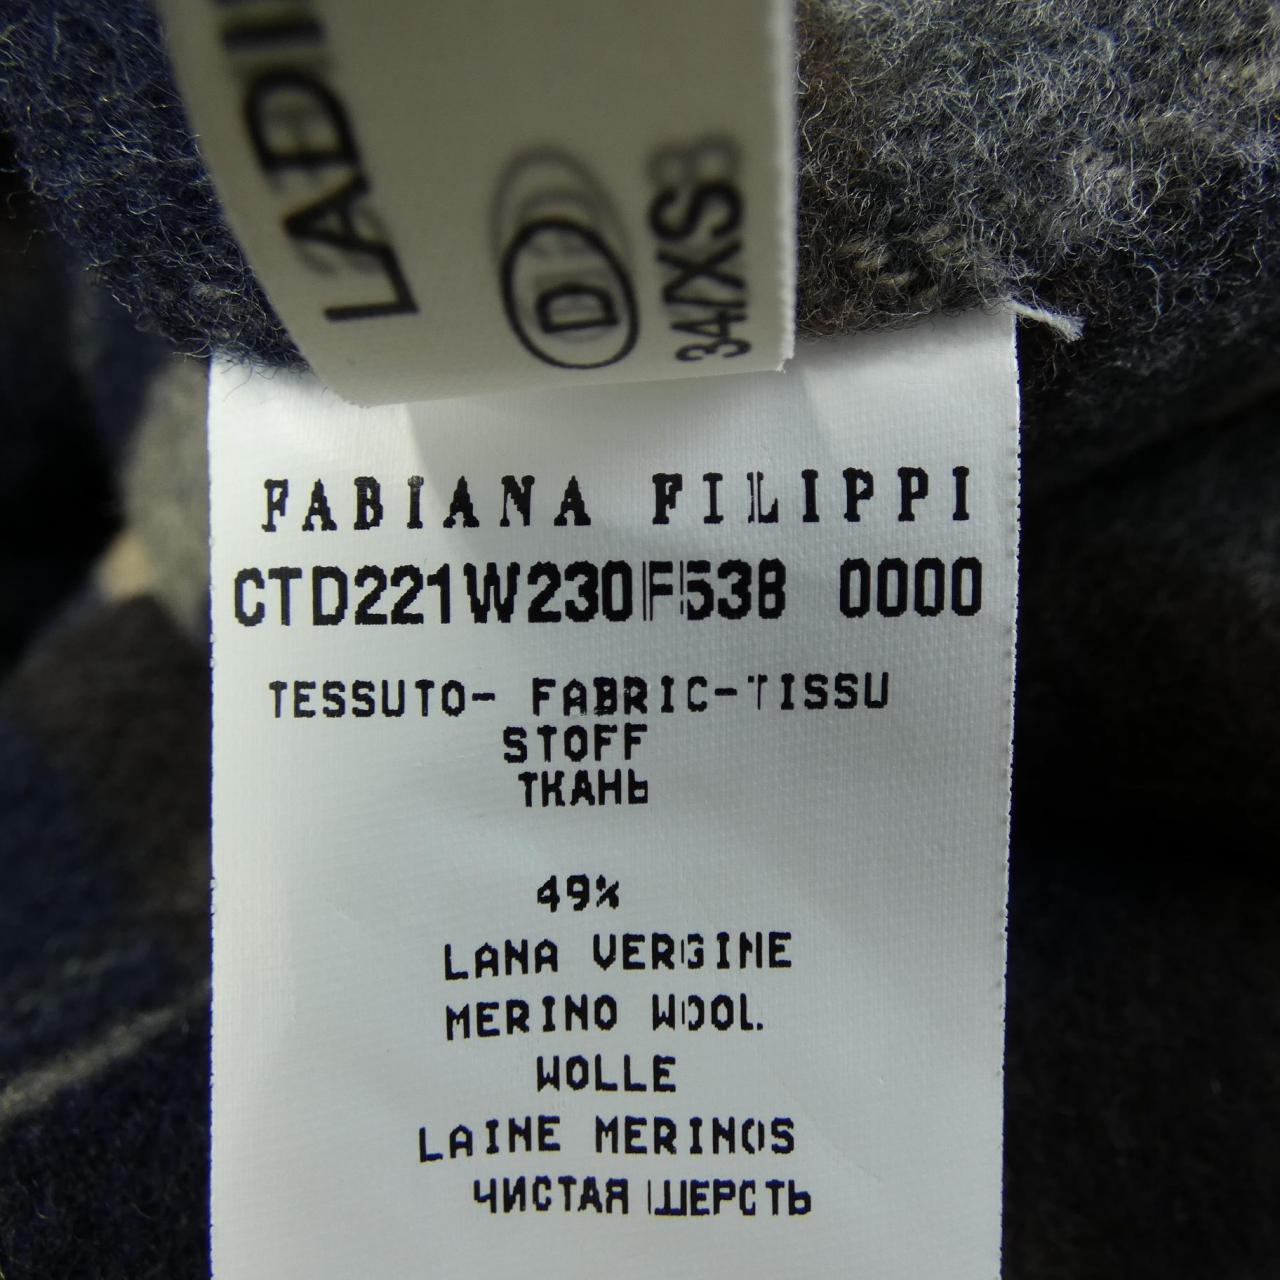 LADI
D
34/XS
FABIANA FILIPPI
CTD221W230F538 0000
TESSUTO- FABRIC-TISSU
STOFF
ТКАНЬ
49%
LANA VERGINE
MERINO WOOL
WOLLE
LAINE MERINOS
ЧИСТАЯ ШЕРСТЬ